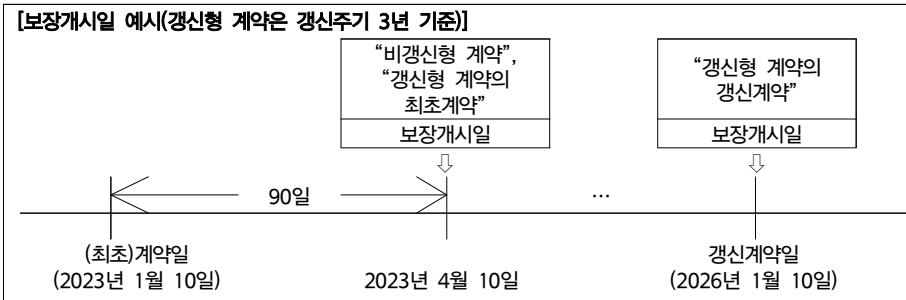 [보장개시일 예시(갱신형 계약은 갱신주기 3년 기준)]
“비갱신형 계약”,
“갱신형 계약의
최초계약”
보장개시일
“갱신형 계약의
갱신계약”
보장개시일
90일
…
(최초)계약일
(2023년 1월 10일)
2023년 4월 10일
갱신계약일
(2026년 1월 10일)